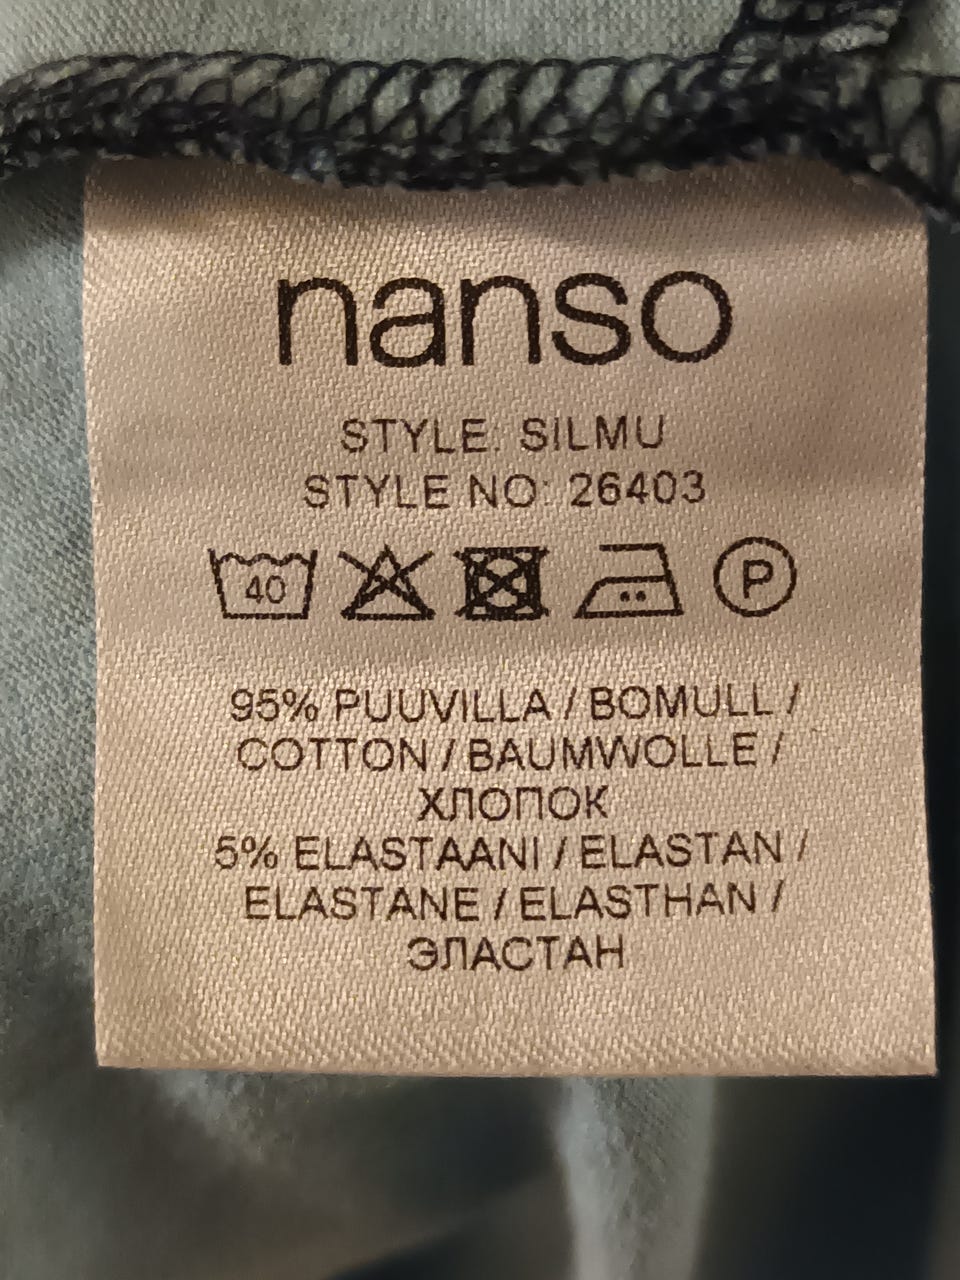 nanso
STYLE: SILMU
STYLE NO: 26403
40 P
95% PUUVILLA / BOMULL /
COTTON / BAUMWOLLE /
ХЛОПОК
5% ELASTAANI / ELASTAN /
ELASTANE / ELASTHAN /
ЭЛАСТАН